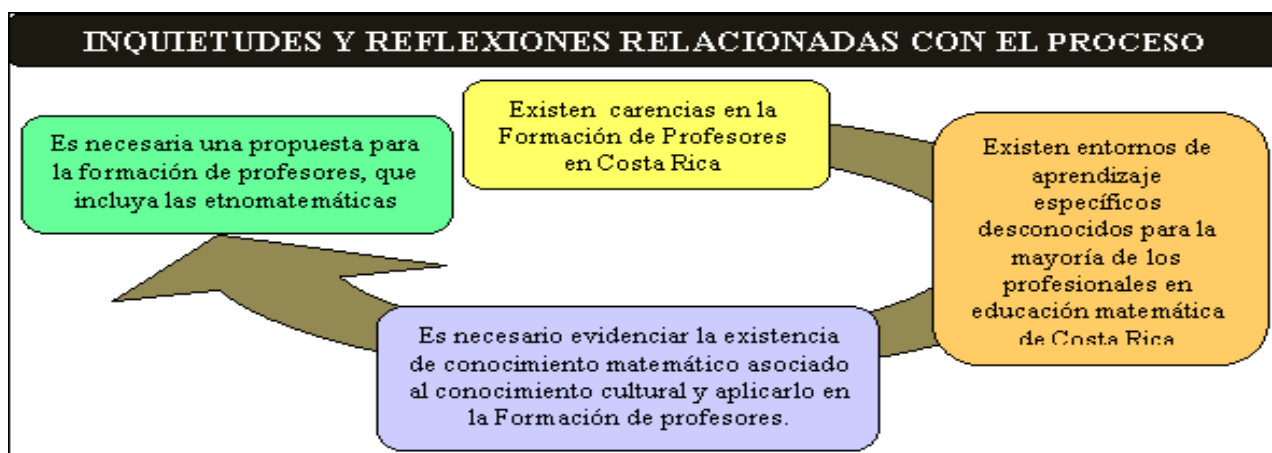 INQUIETUDES Y REFLEXIONES RELACIONADAS CON EL PROCESO
Existen carencias en la
Formación de Profesores
en Costa Rica
Existen entornos de
aprendizaje
específicos
desconocidos para la
mayoría de los
profesionales en
educación matemática
de Costa Rica
Es necesario evidenciar la existencia
de conocimiento matemático asociado
al conocimiento cultural y aplicarlo en
la Formación de profesores.
Es necesaria una propuesta para
la formación de profesores, que
incluya las etnomatemáticas